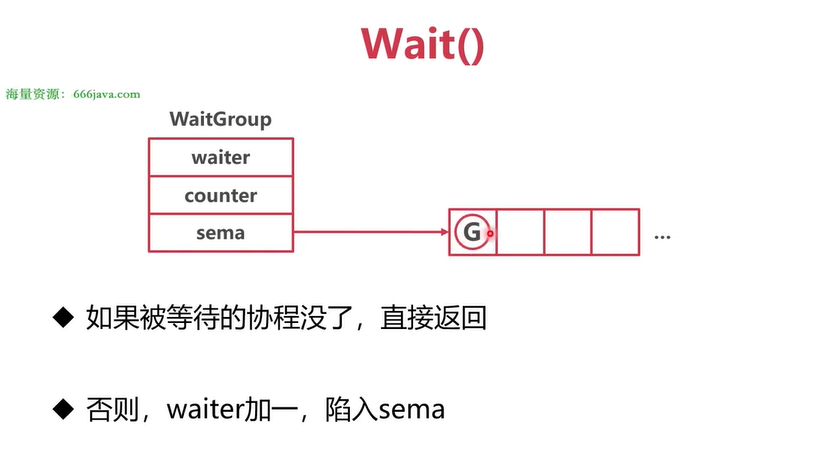 Wait()
海量资源：666java.com
WaitGroup
waiter
counter
sema
G
...
◆ 如果被等待的协程没了，直接返回
◆ 否则，waiter加一，陷入sema